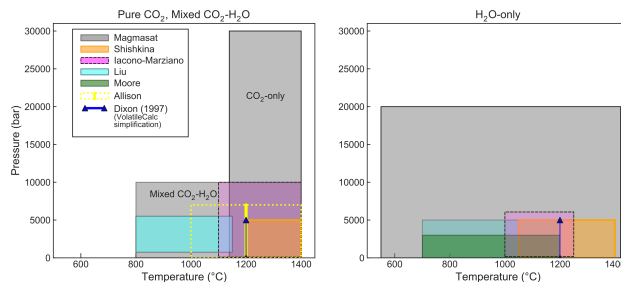 Pure CO₂, Mixed CO₂-H₂O
30000
25000
20000
15000
10000
5000
0
Pressure (bar)
Magmasat
Shishkina
Iacono-Marziano
Liu
Moore
Allison
Dixon (1997)
(VolatileCalc
simplification)
CO₂-only
Mixed CO₂-H₂O
600 800 1000 1200 1400
Temperature (°C)
H₂O-only
30000
25000
20000
15000
10000
5000
0
600 800 1000 1200 1400
Temperature (°C)